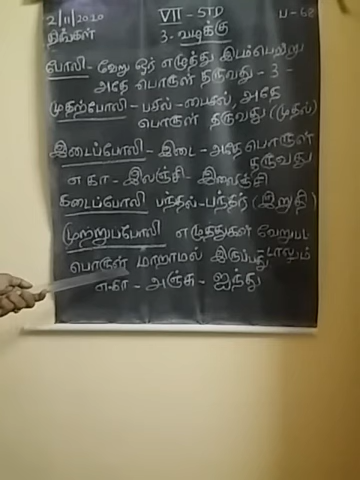 2/11/2020 VII - STD ப - 68
திங்கள் 3. வழக்கு
போலி - வேறு ஓர் எழுத்து இடம்பெற்று
அதே பொருள் தருவது - 3 -
முதற்போலி - பசல் - பைசல், அதே
பொருள் தருவது (முதல்)
இடைப்போலி - இடை - அதே பொருள்
தருவது
எ கா - இலஞ்சி - இலைஞ்சி
கடைப்போலி பந்தல் - பந்தர் (இறுதி)
முற்றுப்போலி எழுத்துகள் வேறுபட்
டாலும்
பொருள் மாறாமல் இருப்பது
எ.கா - அஞ்சு - ஐந்து